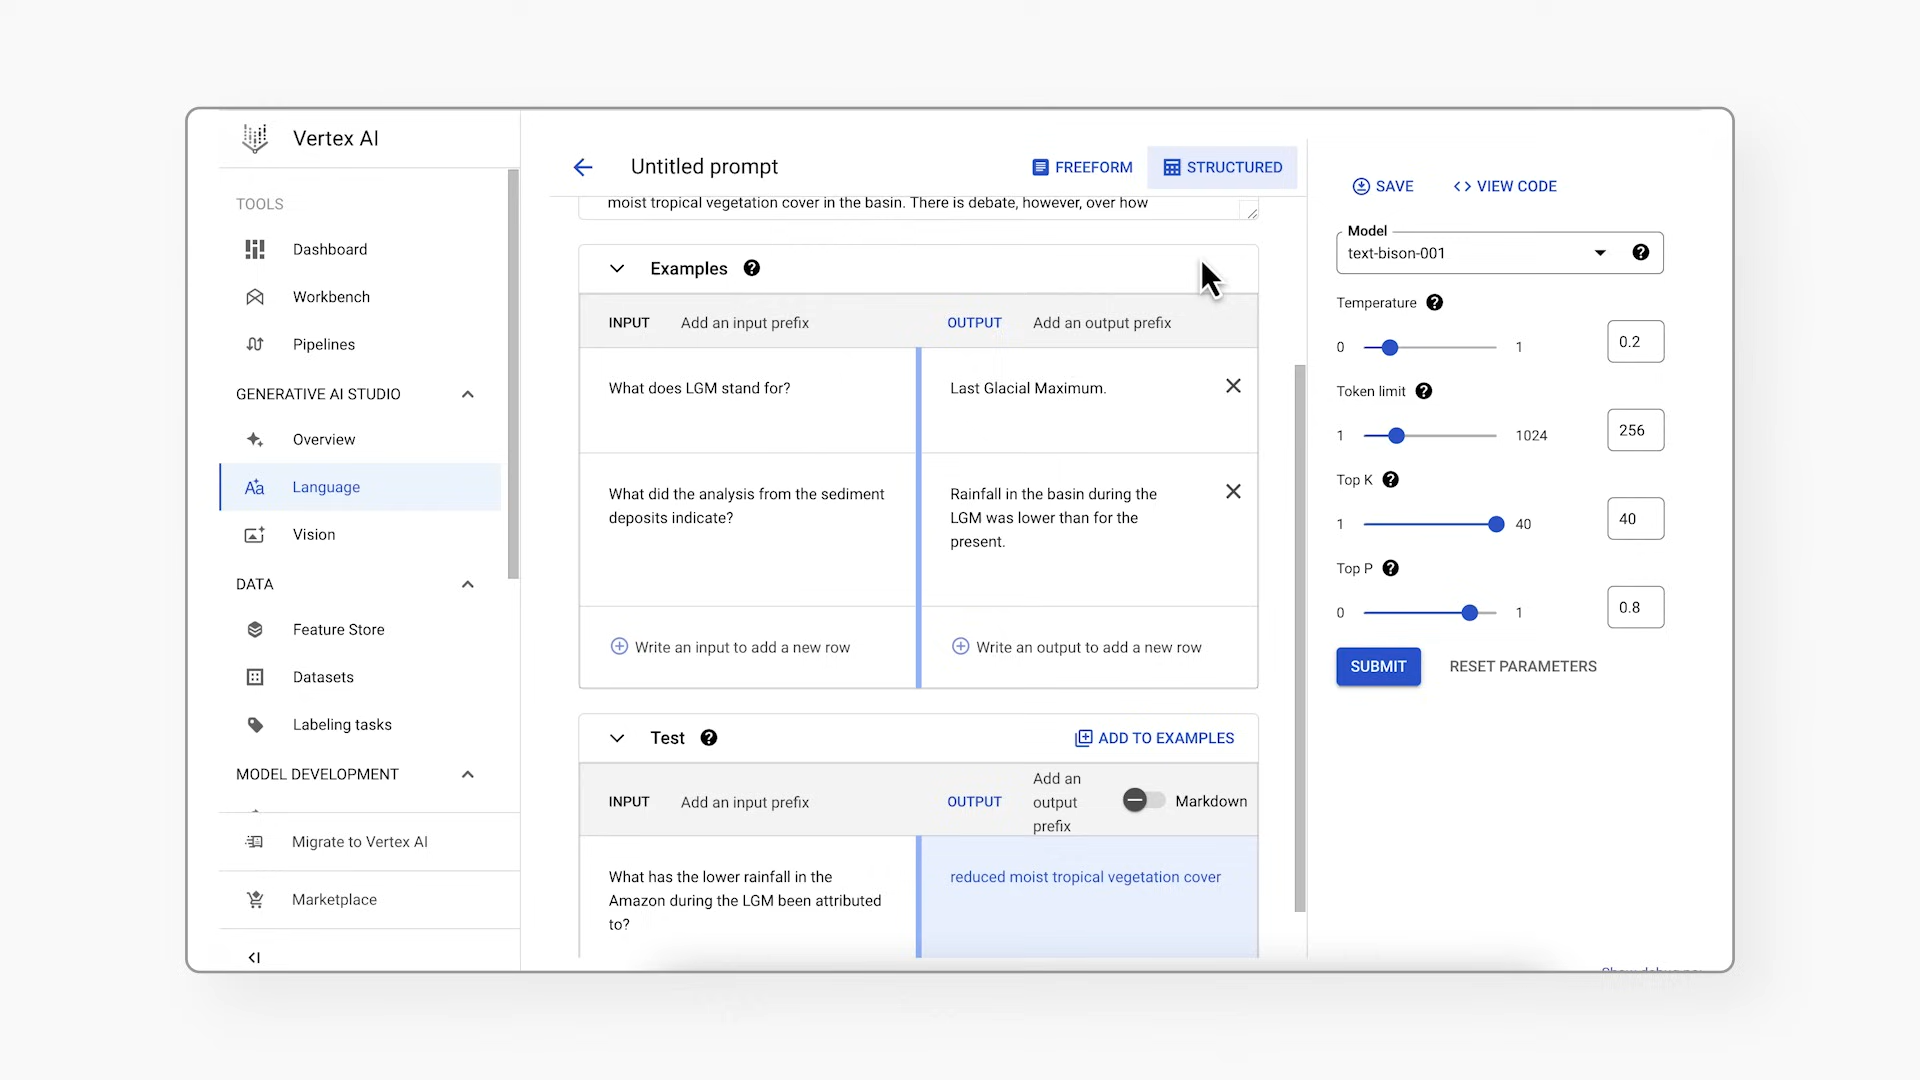 Vertex AI
TOOLS
Dashboard
Workbench
Pipelines
GENERATIVE AI STUDIO
Overview
Language
Vision
DATA
Feature Store
Datasets
Labeling tasks
MODEL DEVELOPMENT
Migrate to Vertex AI
Marketplace
Untitled prompt
FREEFORM
STRUCTURED
moist tropical vegetation cover in the basin. There is debate, however, over how
Examples
INPUT Add an input prefix
OUTPUT Add an output prefix
What does LGM stand for?
Last Glacial Maximum.
What did the analysis from the sediment
deposits indicate?
Rainfall in the basin during the
LGM was lower than for the
present.
Write an input to add a new row
Write an output to add a new row
Test
ADD TO EXAMPLES
INPUT Add an input prefix
OUTPUT
Add an
output
prefix
Markdown
What has the lower rainfall in the
Amazon during the LGM been attributed
to?
reduced moist tropical vegetation cover
SAVE
VIEW CODE
Model
text-bison-001
Temperature
0 1 0.2
Token limit
1 1024 256
Top K
1 40 40
Top P
0 1 0.8
SUBMIT
RESET PARAMETERS